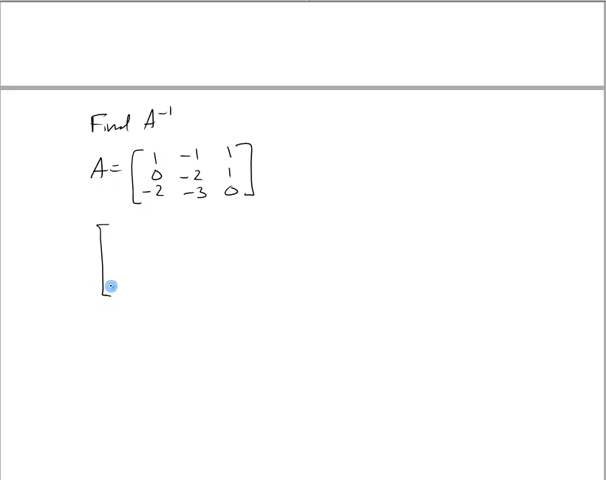 Find A⁻¹
A = [ 1 -1 1
0 -2 1
-2 -3 0 ]
[